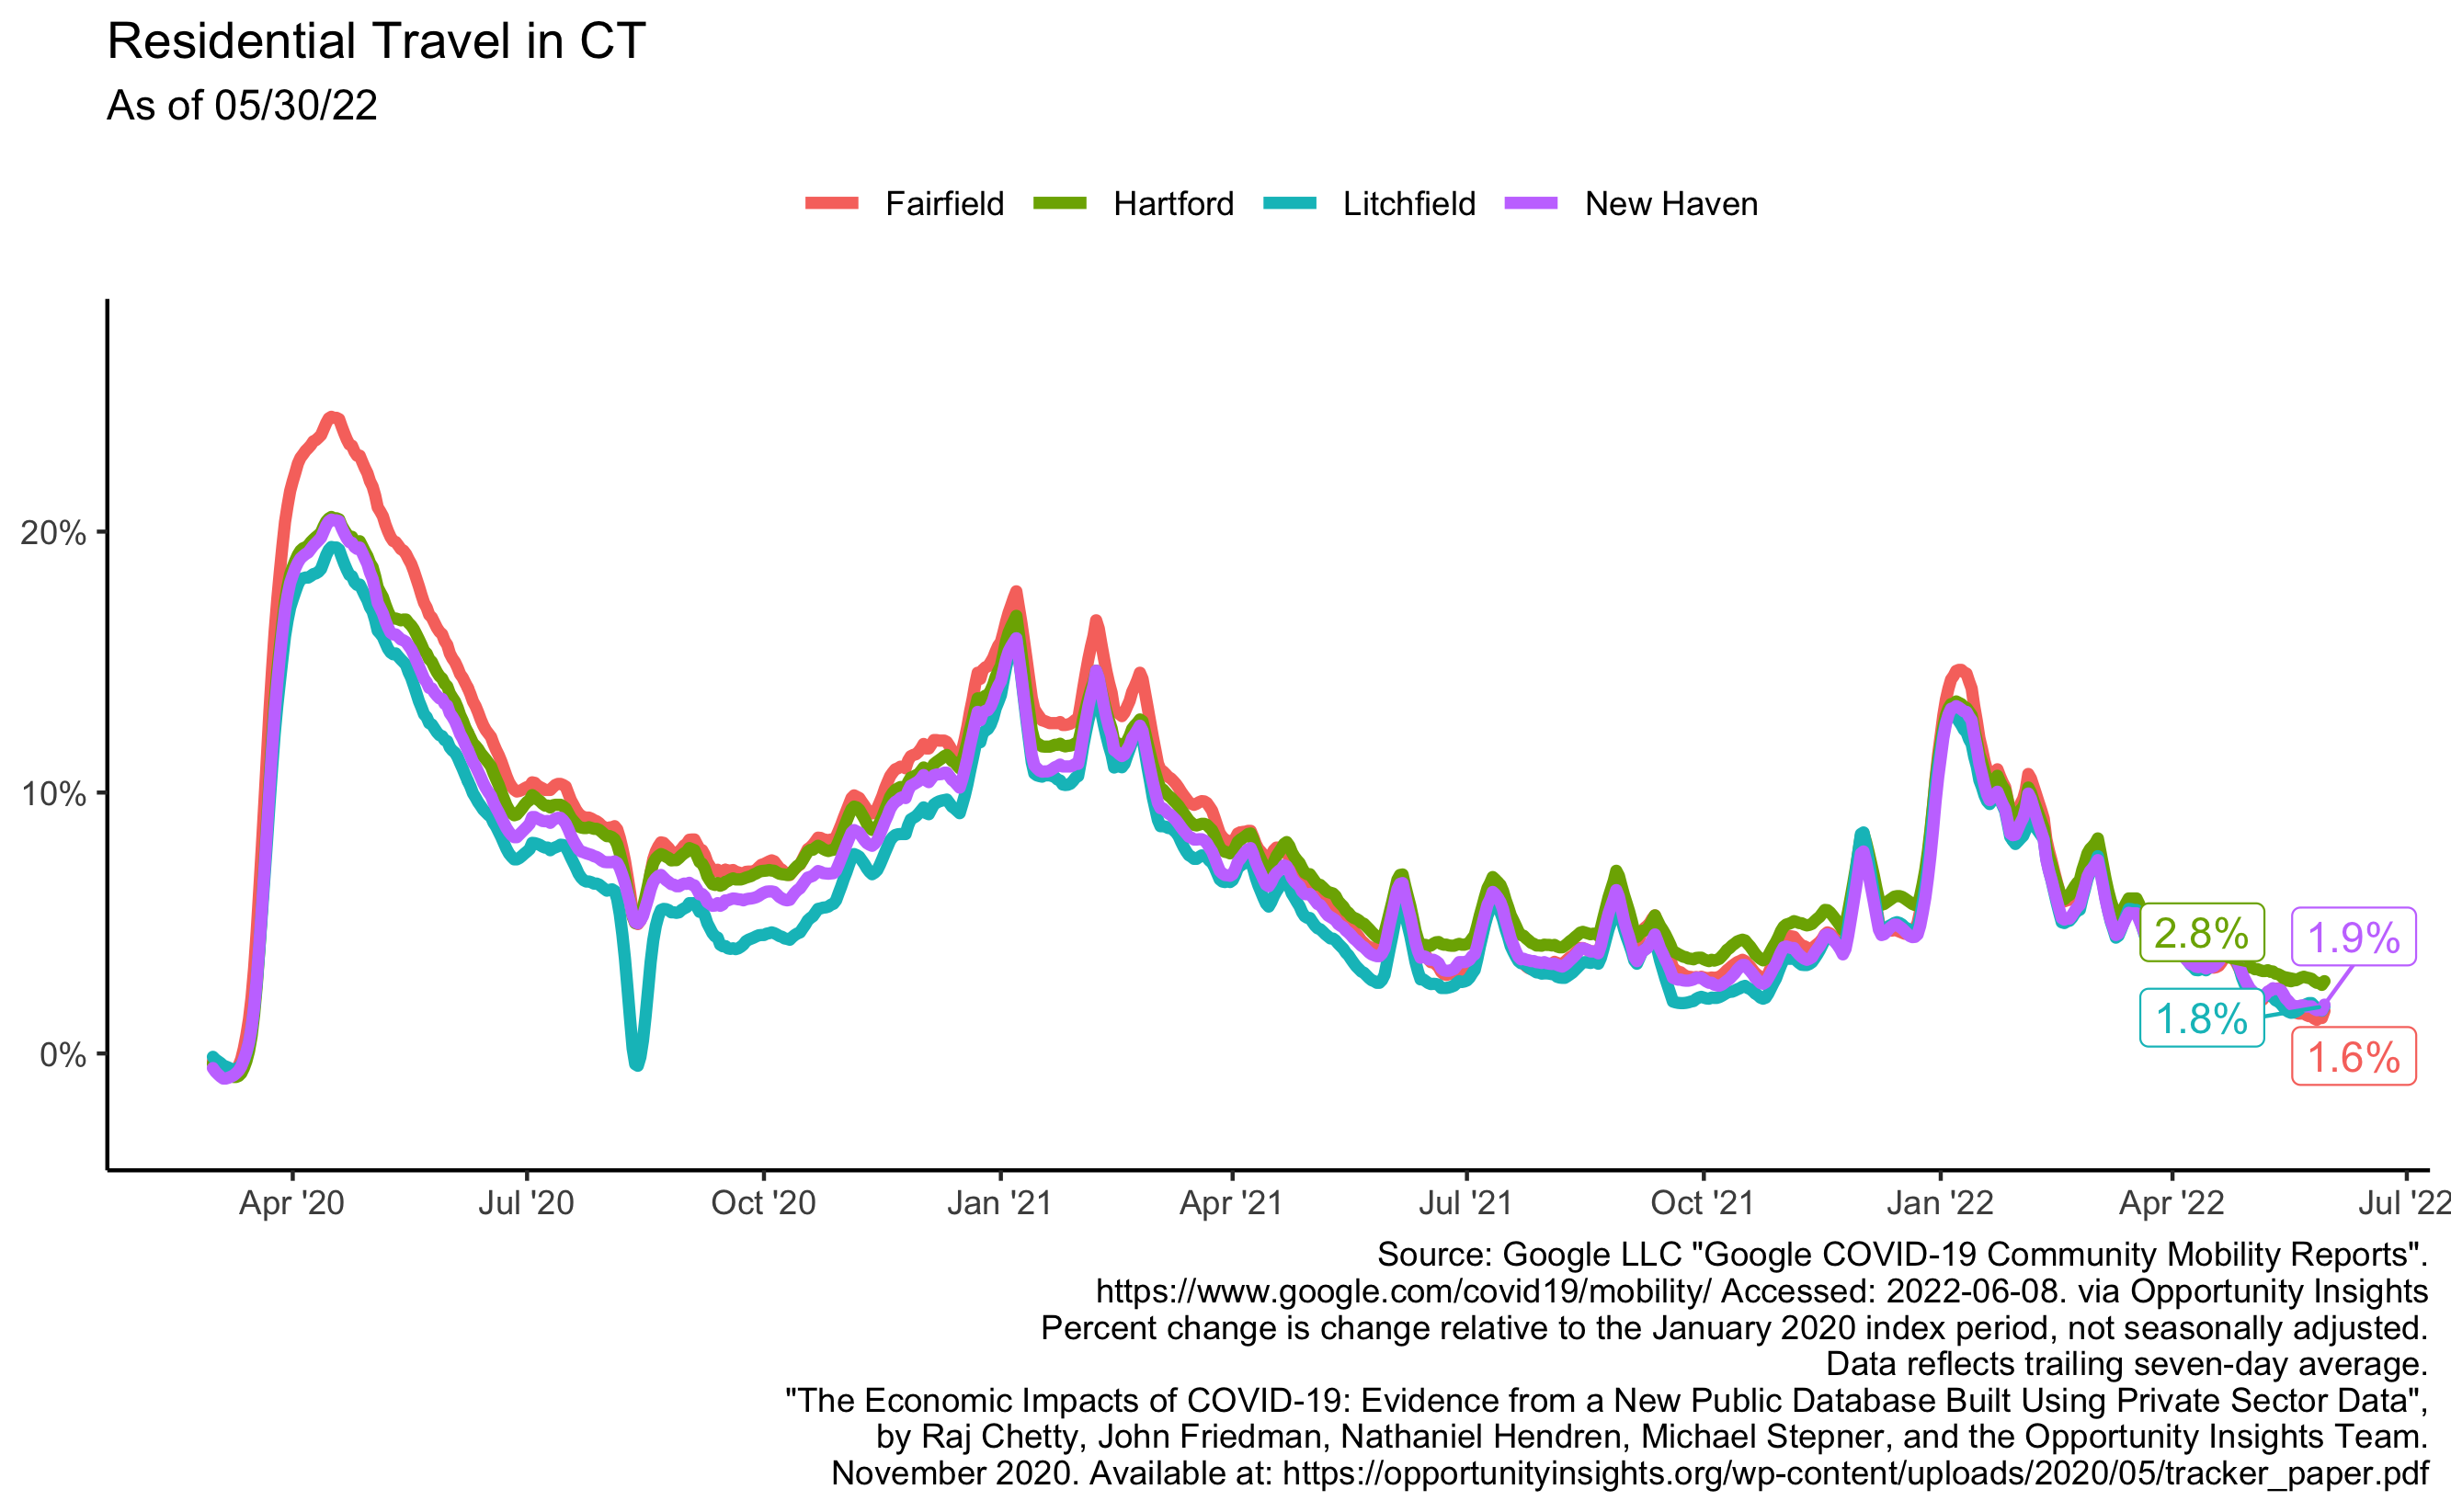 Residential Travel in CT
As of 05/30/22
Fairfield Hartford Litchfield New Haven
20%
10%
0%
2.8%
1.9%
1.8%
1.6%
Apr '20 Jul '20 Oct '20 Jan '21 Apr '21 Jul '21 Oct '21 Jan '22 Apr '22 Jul '22
Source: Google LLC "Google COVID-19 Community Mobility Reports".
https://www.google.com/covid19/mobility/ Accessed: 2022-06-08. via Opportunity Insights
Percent change is change relative to the January 2020 index period, not seasonally adjusted.
Data reflects trailing seven-day average.
"The Economic Impacts of COVID-19: Evidence from a New Public Database Built Using Private Sector Data",
by Raj Chetty, John Friedman, Nathaniel Hendren, Michael Stepner, and the Opportunity Insights Team.
November 2020. Available at: https://opportunityinsights.org/wp-content/uploads/2020/05/tracker_paper.pdf